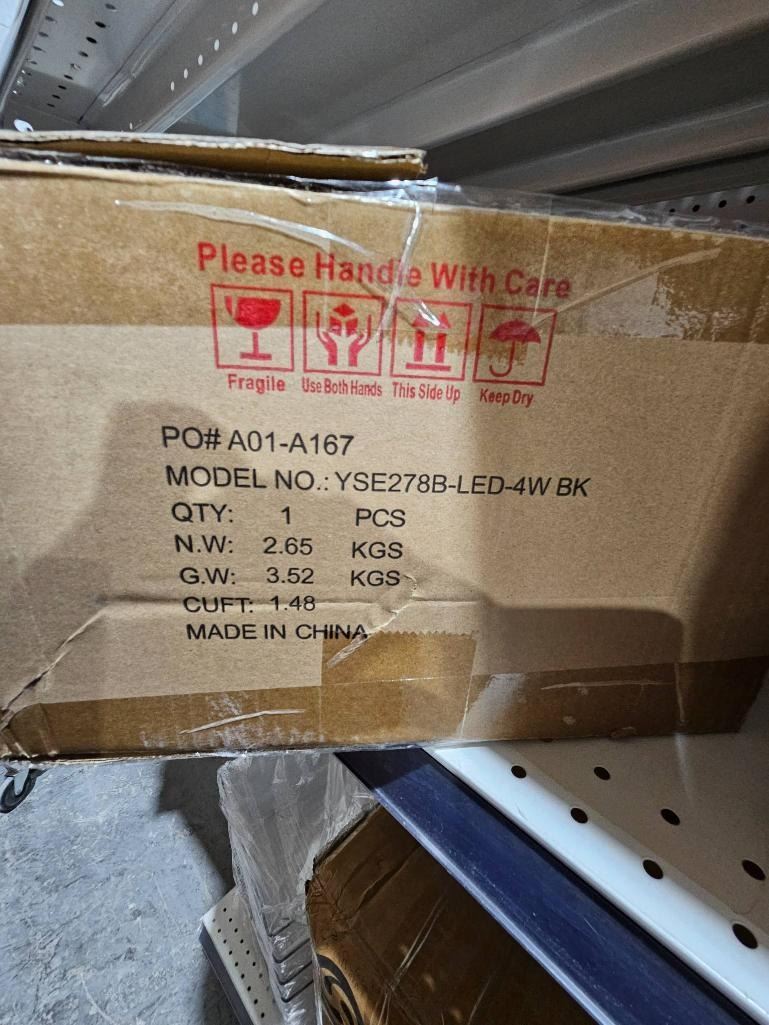 Please Handle With Care
Fragile Use Both Hands This Side Up Keep Dry
PO# A01-A167
MODEL NO.: YSE278B-LED-4W BK
QTY: 1 PCS
N.W: 2.65 KGS
G.W: 3.52 KGS
CUFT: 1.48
MADE IN CHINA